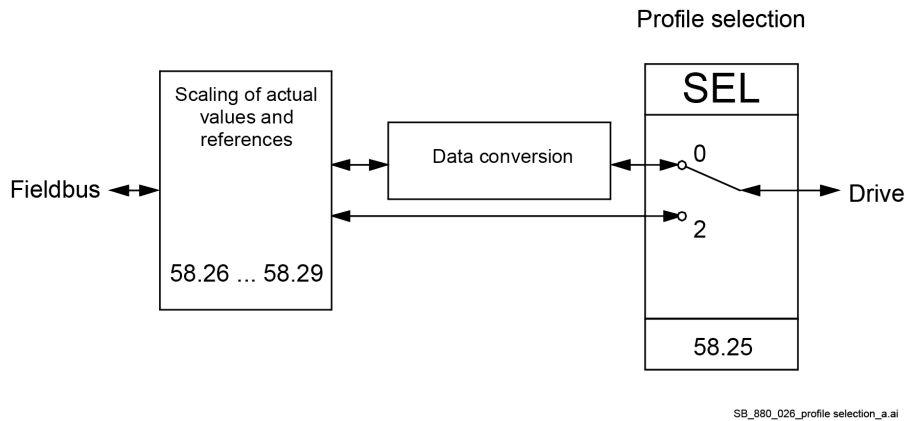 Profile selection
SEL
Scaling of actual
values and
references
Data conversion
0
Fieldbus
Drive
2
58.26 ... 58.29
58.25
SB_880_026_profile selection_a.ai